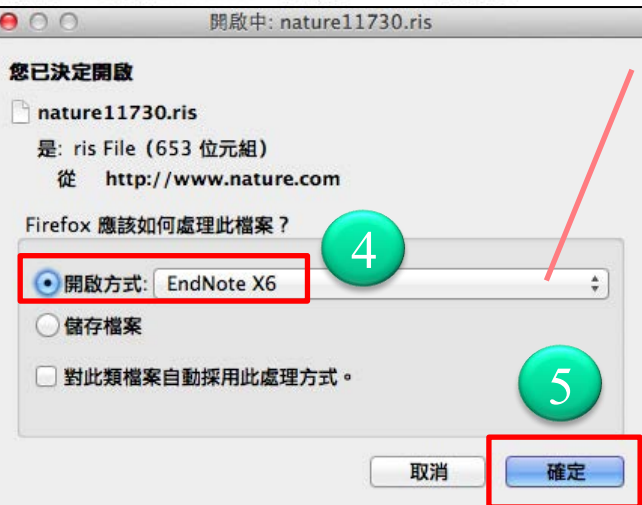 開啟中: nature11730.ris
您已決定開啟
nature11730.ris
是: ris File (653 位元組)
從 http://www.nature.com
Firefox 應該如何處理此檔案？
4
開啟方式: EndNote X6
儲存檔案
對此類檔案自動採用此處理方式。
5
取消 確定